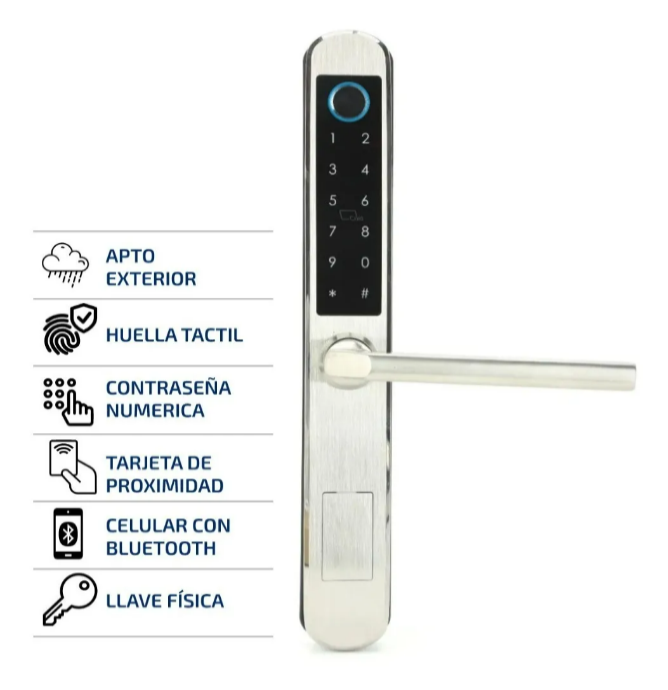 APTO
EXTERIOR
HUELLA TACTIL
CONTRASEÑA
NUMERICA
TARJETA DE
PROXIMIDAD
CELULAR CON
BLUETOOTH
LLAVE FÍSICA
1 2
3 4
5 6
7 8
9 0
* #